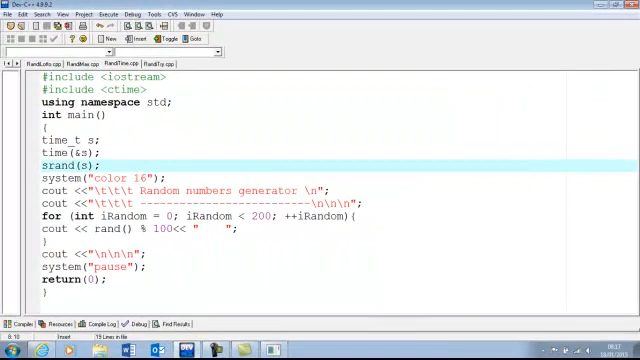 Dev-C++ 4.9.9.2
File Edit Search View Project Execute Debug Tools CVS Window Help
New Insert Toggle Goto
RandLotto.cpp RandMax.cpp RandTime.cpp RandTry.cpp
#include <iostream>
#include <ctime>
using namespace std;
int main()
{
time_t s;
time(&s);
srand(s);
system("color 16");
cout <<"\t\t\t Random numbers generator \n";
cout <<"\t\t\t --------------------------\n\n\n";
for (int iRandom = 0; iRandom < 200; ++iRandom){
cout << rand() % 100<< "    ";
}
cout <<"\n\n\n";
system("pause");
return(0);
}
Compiler Resources Compile Log Debug Find Results
8: 10 Insert 19 Lines in file